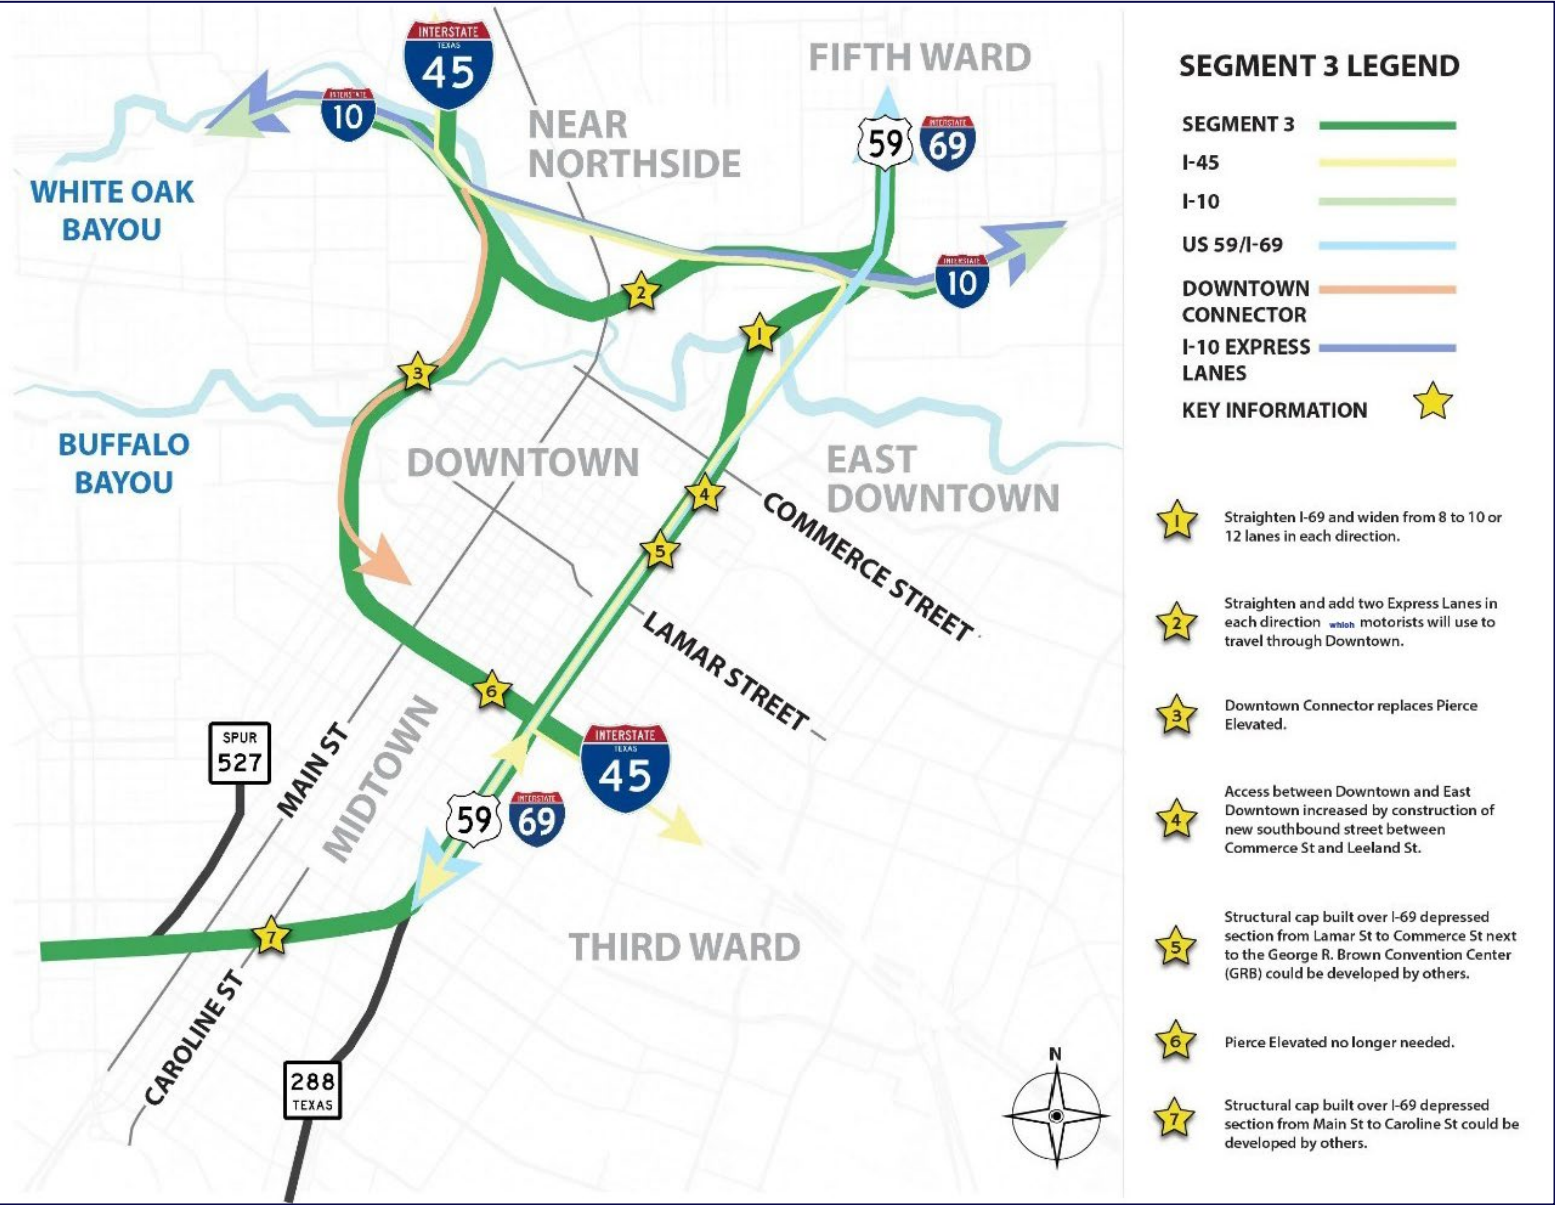 INTERSTATE
TEXAS
45
INTERSTATE
10
FIFTH WARD
NEAR
NORTHSIDE
59
INTERSTATE
69
WHITE OAK
BAYOU
INTERSTATE
10
2
1
3
BUFFALO
BAYOU
DOWNTOWN
EAST
DOWNTOWN
4
COMMERCE STREET
5
LAMAR STREET
6
MAIN ST
MIDTOWN
SPUR
527
INTERSTATE
TEXAS
45
59
INTERSTATE
69
7
THIRD WARD
CAROLINE ST
288
TEXAS
N
SEGMENT 3 LEGEND
SEGMENT 3
I-45
I-10
US 59/I-69
DOWNTOWN
CONNECTOR
I-10 EXPRESS
LANES
KEY INFORMATION
1
Straighten I-69 and widen from 8 to 10 or
12 lanes in each direction.
2
Straighten and add two Express Lanes in
each direction which motorists will use to
travel through Downtown.
3
Downtown Connector replaces Pierce
Elevated.
4
Access between Downtown and East
Downtown increased by construction of
new southbound street between
Commerce St and Leeland St.
5
Structural cap built over I-69 depressed
section from Lamar St to Commerce St next
to the George R. Brown Convention Center
(GRB) could be developed by others.
6
Pierce Elevated no longer needed.
7
Structural cap built over I-69 depressed
section from Main St to Caroline St could be
developed by others.